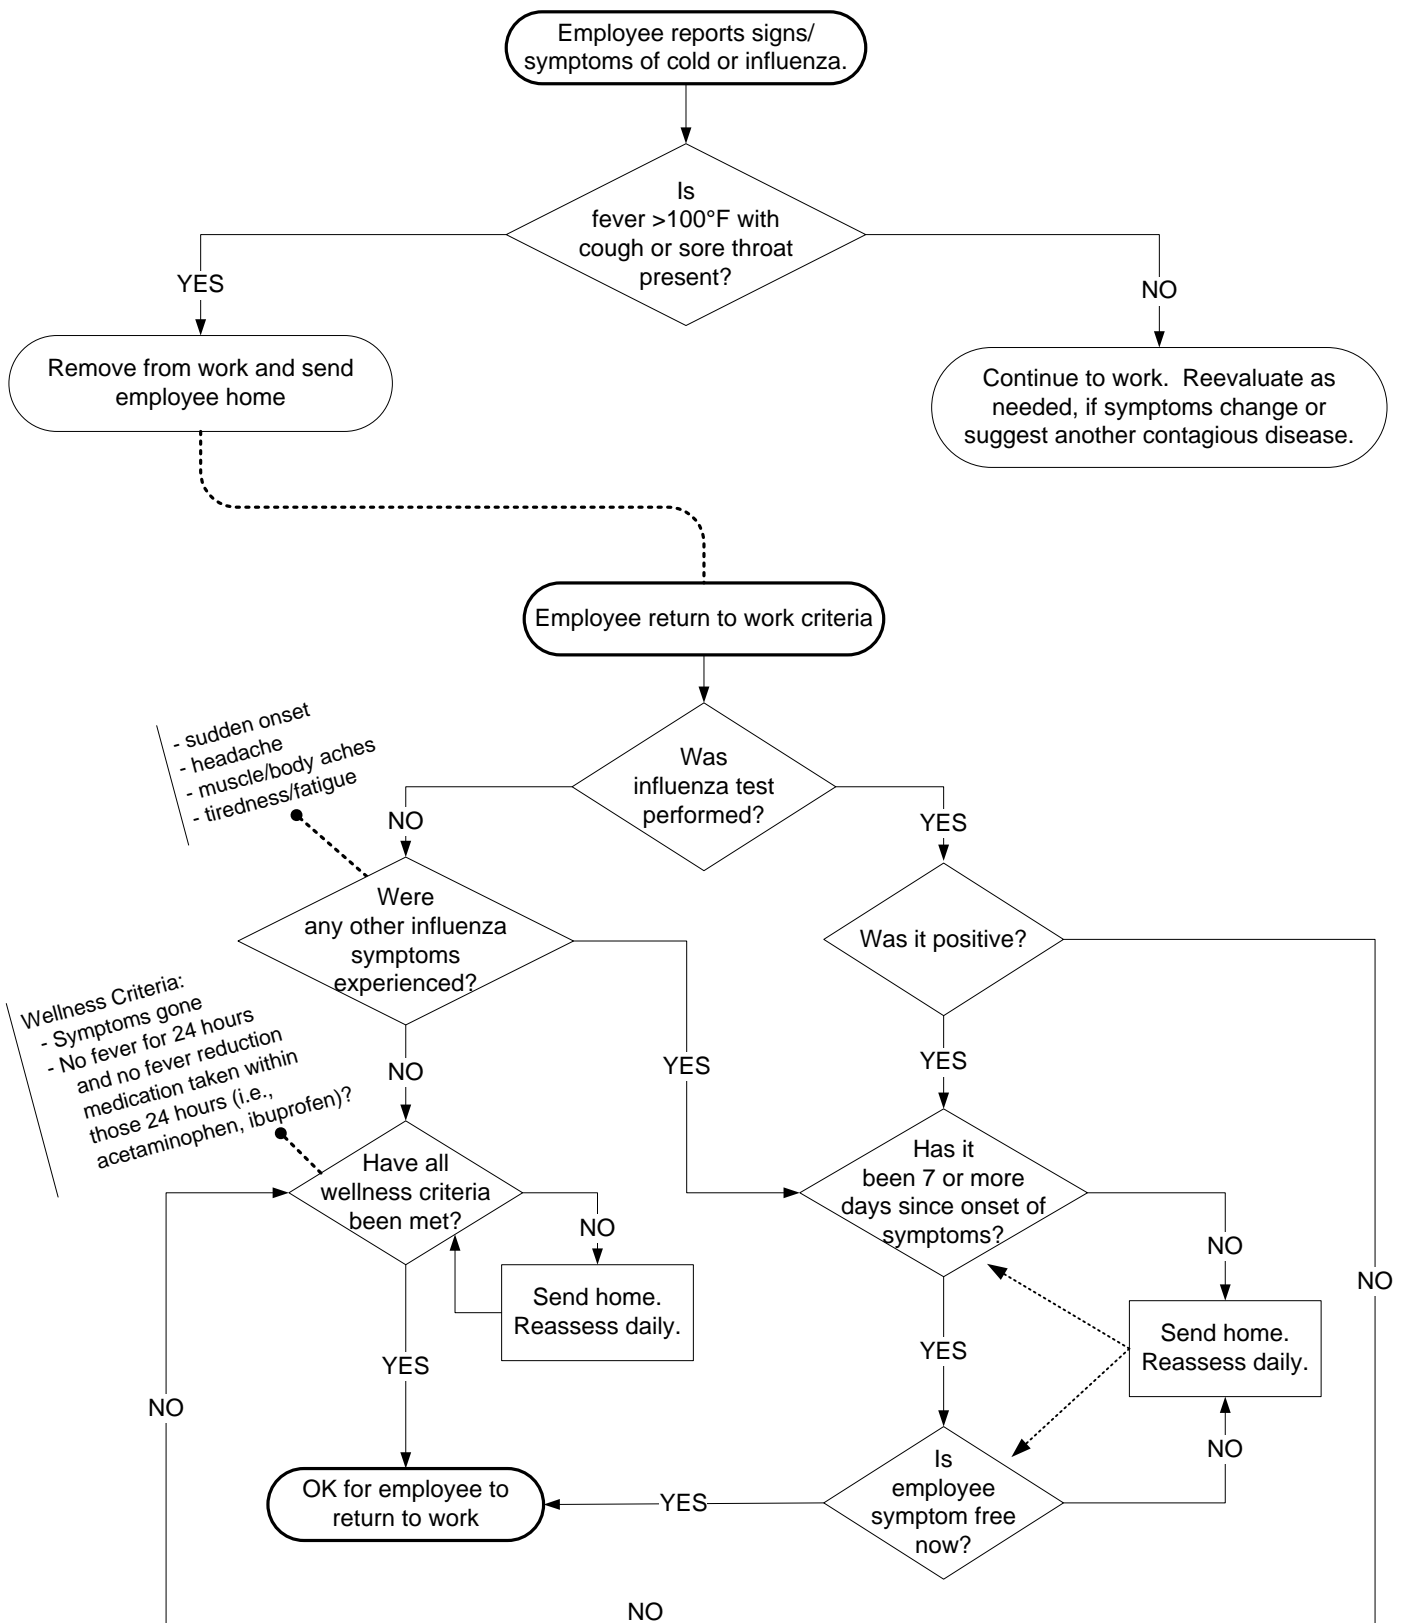 Employee reports signs/
symptoms of cold or influenza.
Is
fever >100°F with
cough or sore throat
present?
YES
NO
Remove from work and send
employee home
Continue to work.  Reevaluate as
needed, if symptoms change or
suggest another contagious disease.
Employee return to work criteria
Was
influenza test
performed?
NO
YES
- sudden onset
- headache
- muscle/body aches
- tiredness/fatigue
Were
any other influenza
symptoms
experienced?
Was it positive?
NO
YES
YES
Wellness Criteria:
- Symptoms gone
- No fever for 24 hours
and no fever reduction
medication taken within
those 24 hours (i.e.,
acetaminophen, ibuprofen)?
Have all
wellness criteria
been met?
NO
Send home.
Reassess daily.
YES
Has it
been 7 or more
days since onset of
symptoms?
NO
NO
Send home.
Reassess daily.
YES
NO
Is
employee
symptom free
now?
NO
YES
OK for employee to
return to work
NO